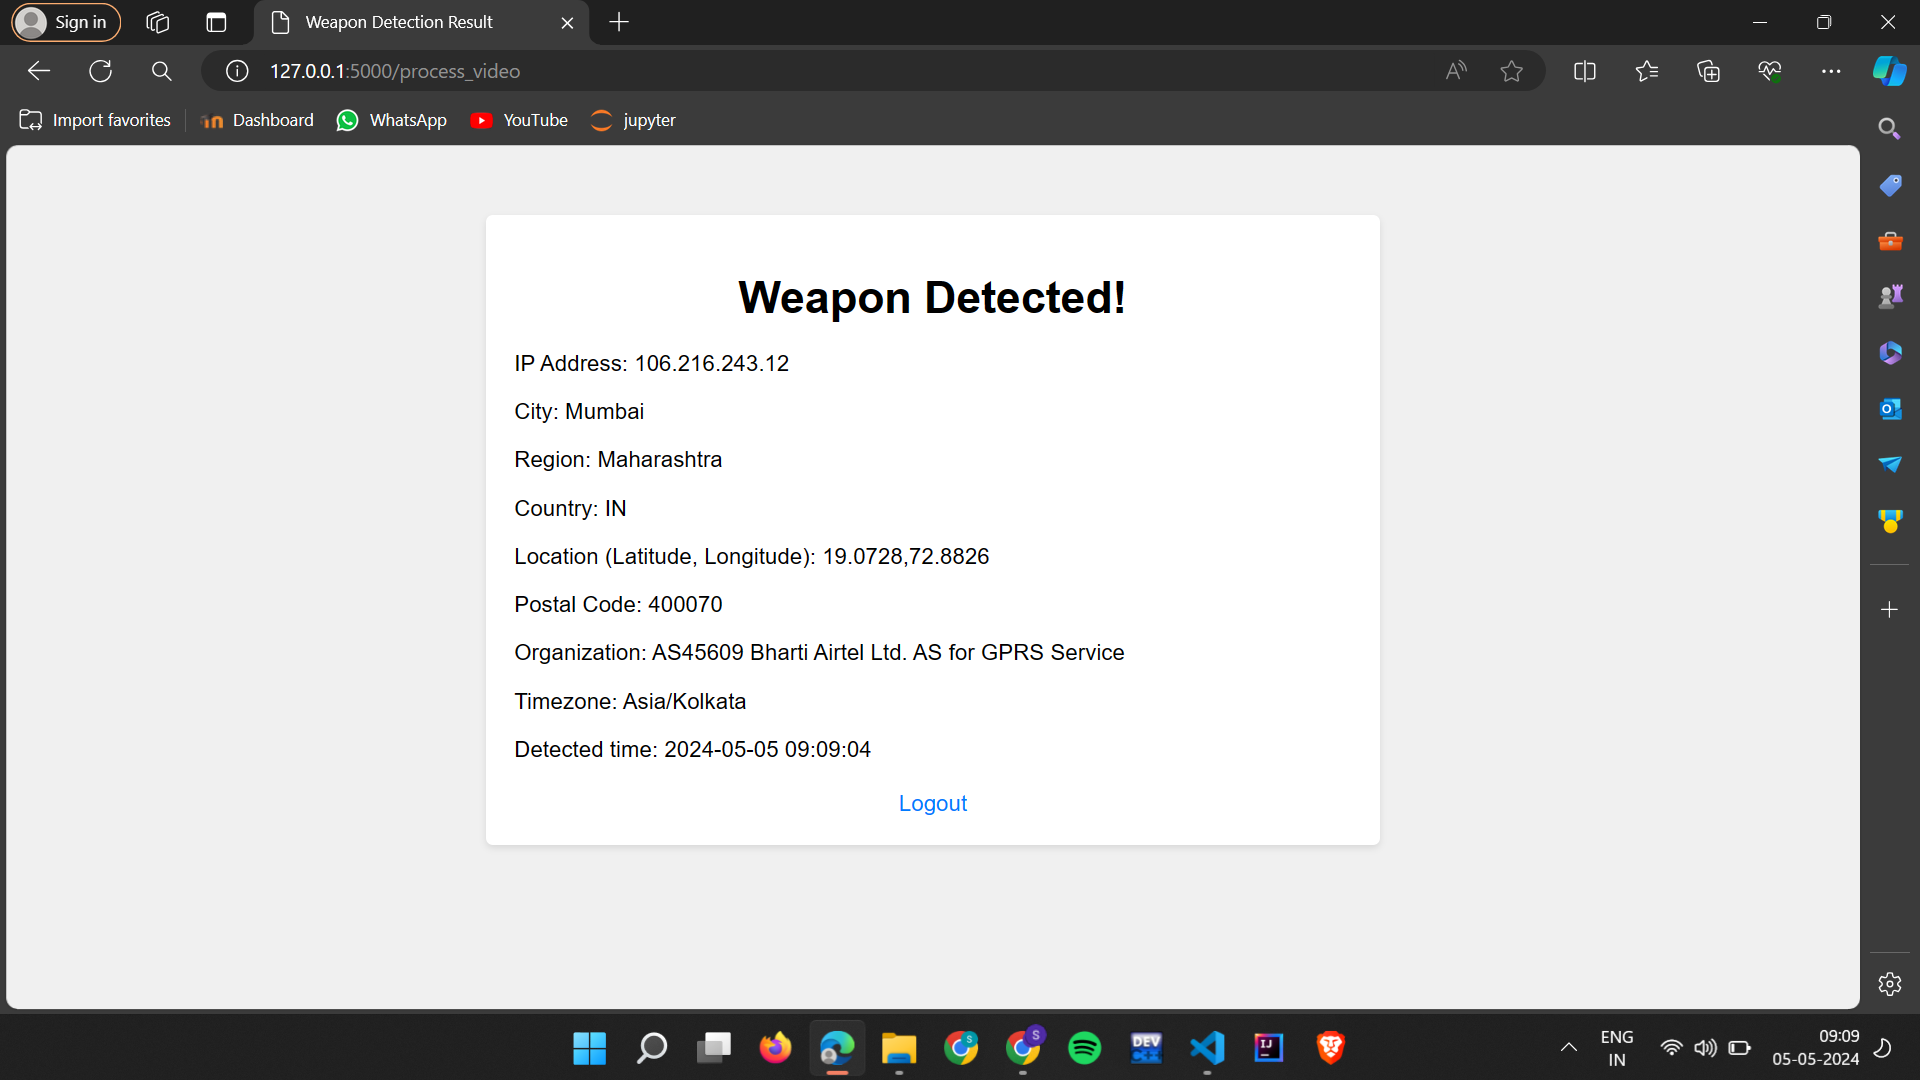 Sign in
Weapon Detection Result
127.0.0.1:5000/process_video
Import favorites
Dashboard
WhatsApp
YouTube
jupyter
Weapon Detected!
IP Address: 106.216.243.12
City: Mumbai
Region: Maharashtra
Country: IN
Location (Latitude, Longitude): 19.0728,72.8826
Postal Code: 400070
Organization: AS45609 Bharti Airtel Ltd. AS for GPRS Service
Timezone: Asia/Kolkata
Detected time: 2024-05-05 09:09:04
Logout
S
S
DEV
IJ
ENG
IN
09:09
05-05-2024